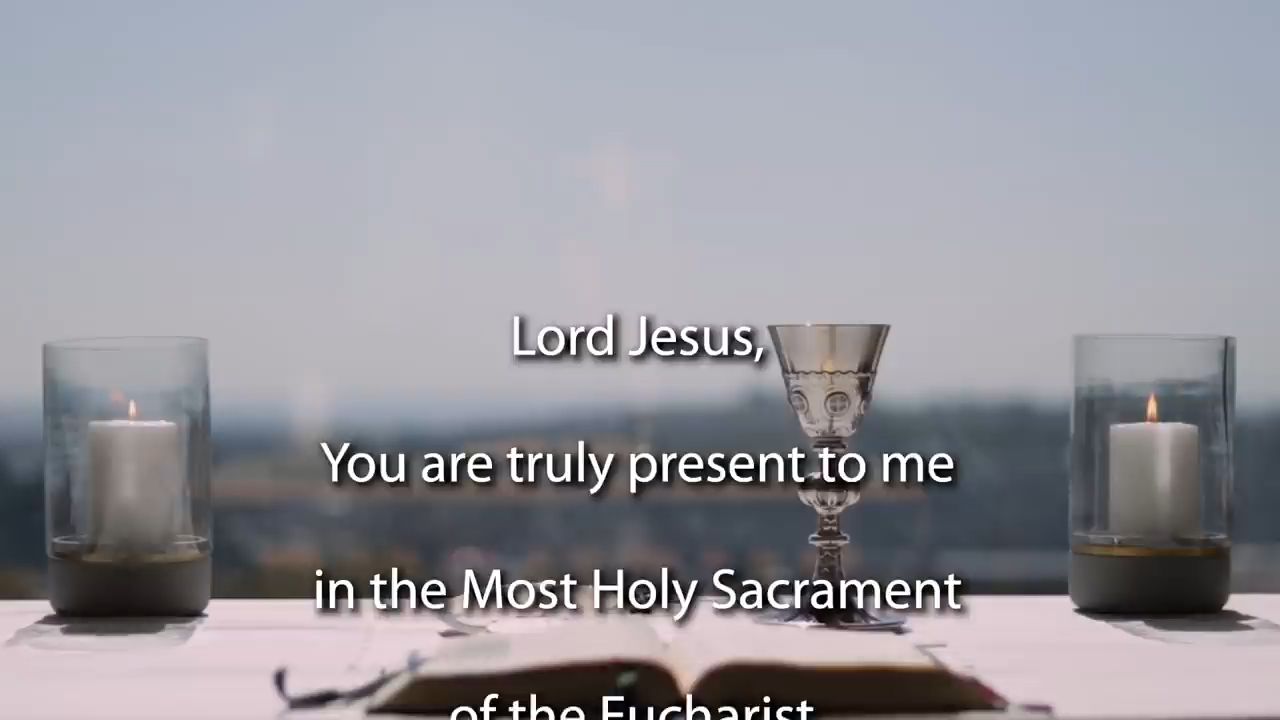 Lord Jesus,
You are truly present to me
in the Most Holy Sacrament
of the Eucharist